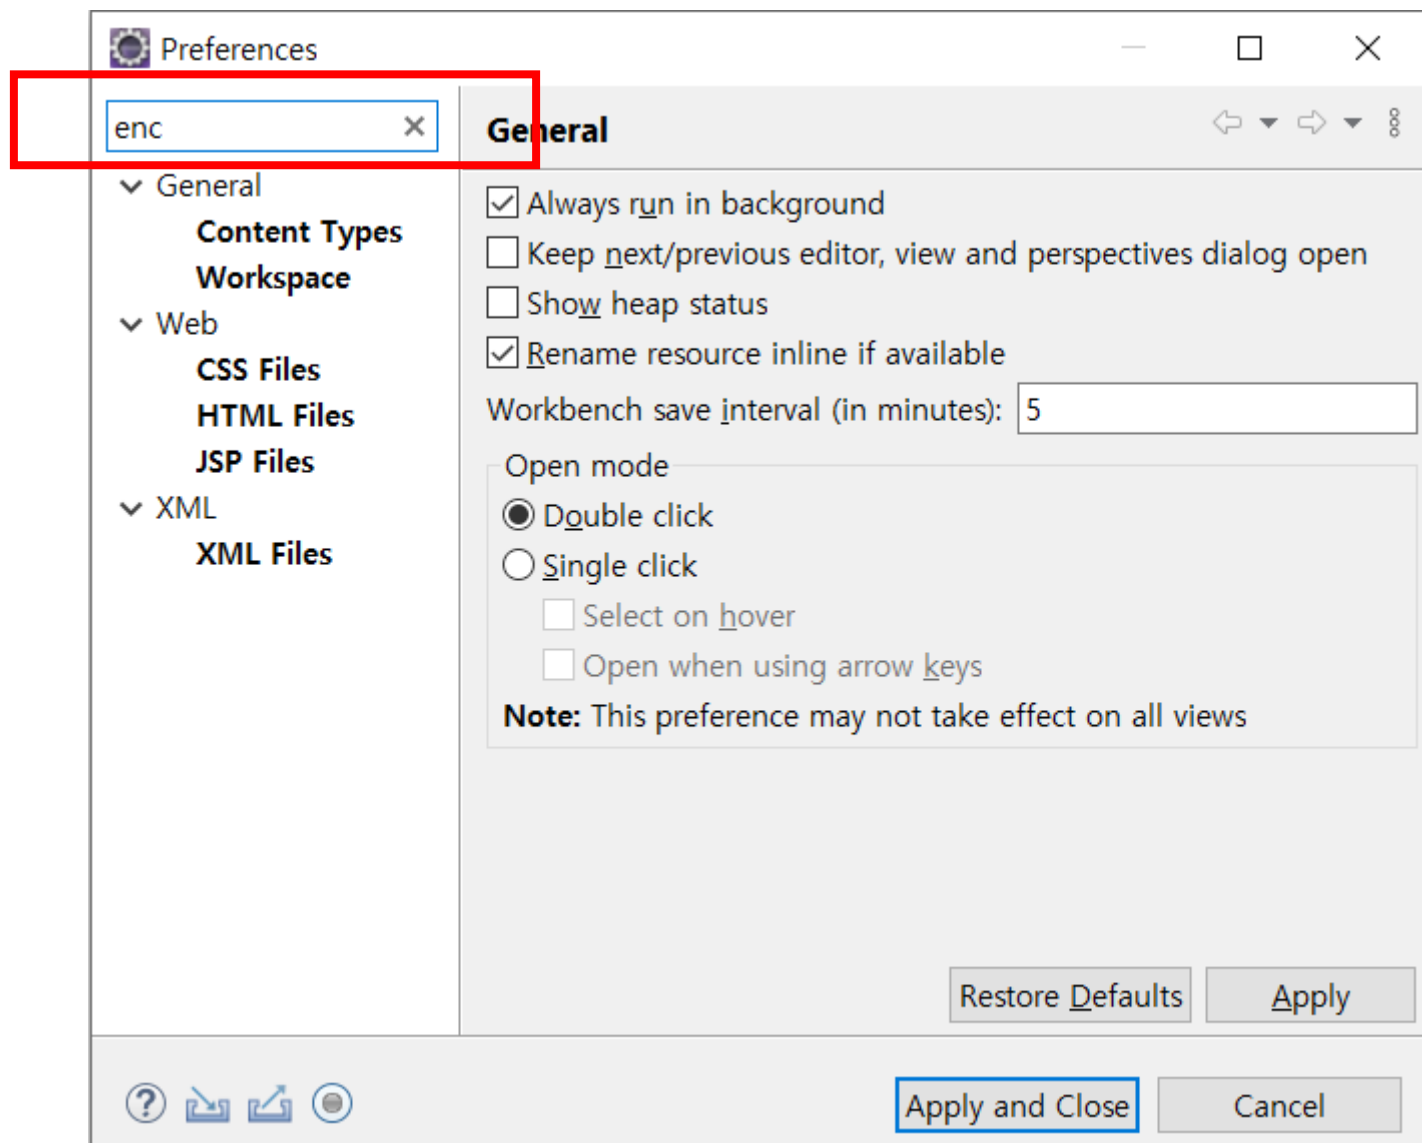 Preferences
enc
General
Content Types
Workspace
Web
CSS Files
HTML Files
JSP Files
XML
XML Files
General
Always run in background
Keep next/previous editor, view and perspectives dialog open
Show heap status
Rename resource inline if available
Workbench save interval (in minutes): 5
Open mode
Double click
Single click
Select on hover
Open when using arrow keys
Note: This preference may not take effect on all views
Restore Defaults Apply
Apply and Close Cancel